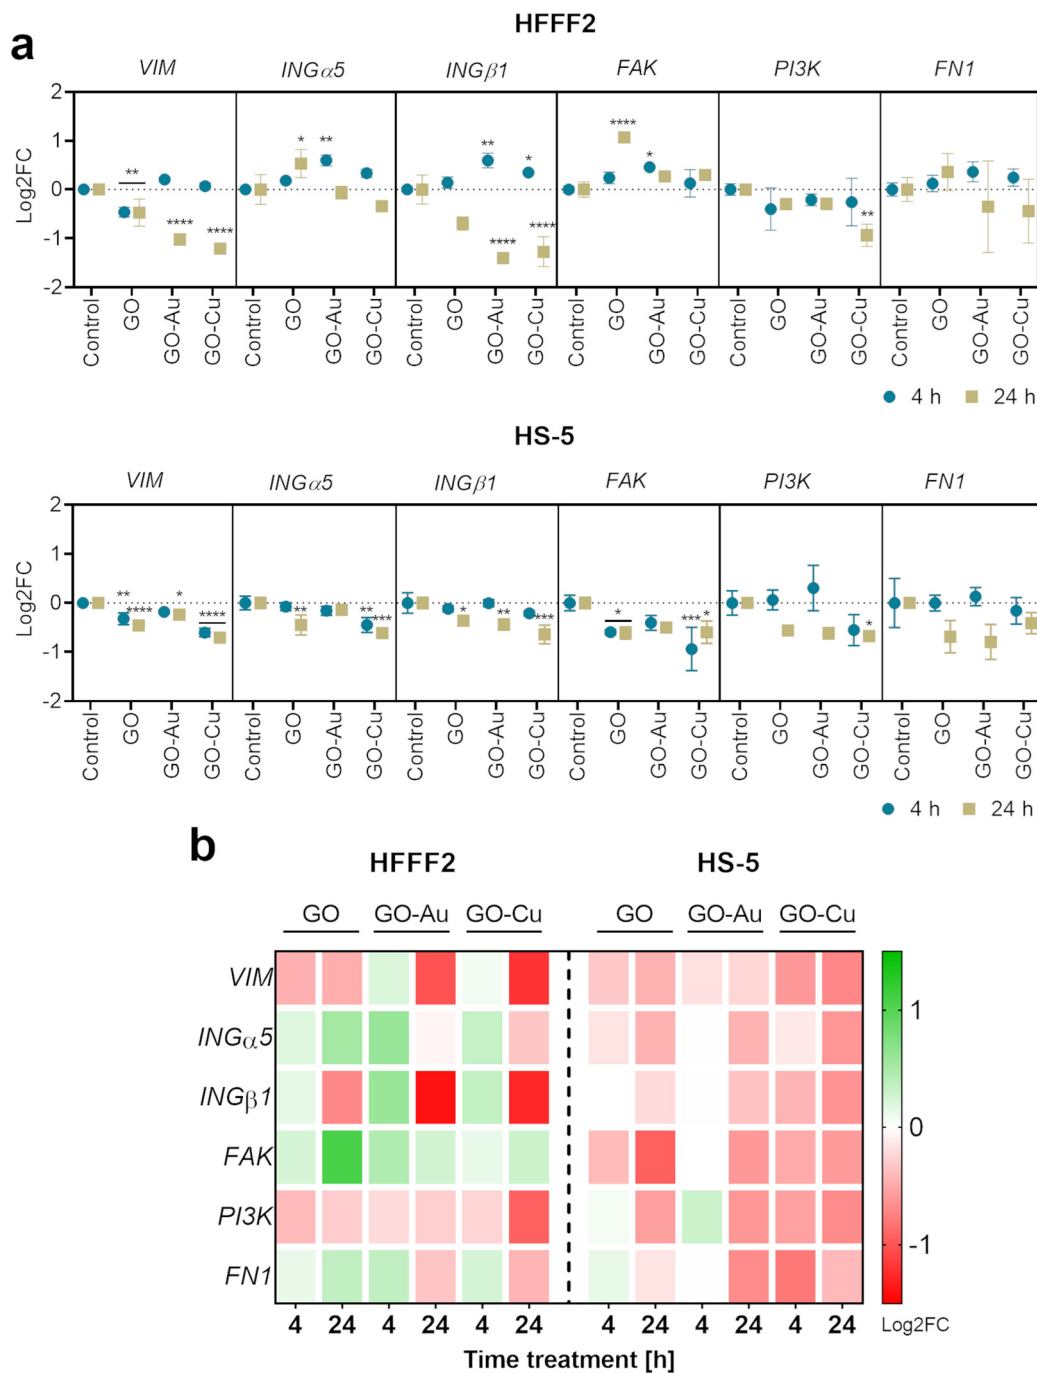 a
HFFF2
VIM INGα5 INGβ1 FAK PI3K FN1
Log2FC
2
1
0
-1
-2
** **** ****
* **
** * **** ****
**** *
**
Control GO GO-Au GO-Cu GO GO-Au GO-Cu GO GO-Au GO-Cu Control GO GO-Au GO-Cu Control GO GO-Au GO-Cu Control GO GO-Au GO-Cu
4 h 24 h
HS-5
VIM INGα5 INGβ1 FAK PI3K FN1
Log2FC
2
1
0
-1
-2
** **** * ****
** ** ***
* ** ***
* *** *
*
Control GO GO-Au GO-Cu Control GO GO-Au GO-Cu Control GO GO-Au GO-Cu Control GO GO-Au GO-Cu Control GO GO-Au GO-Cu Control GO GO-Au GO-Cu
4 h 24 h
b
HFFF2 HS-5
GO GO-Au GO-Cu GO GO-Au GO-Cu
VIM
INGα5
INGβ1
FAK
PI3K
FN1
1
0
-1
Log2FC
4 24 4 24 4 24 4 24 4 24 4 24
Time treatment [h]